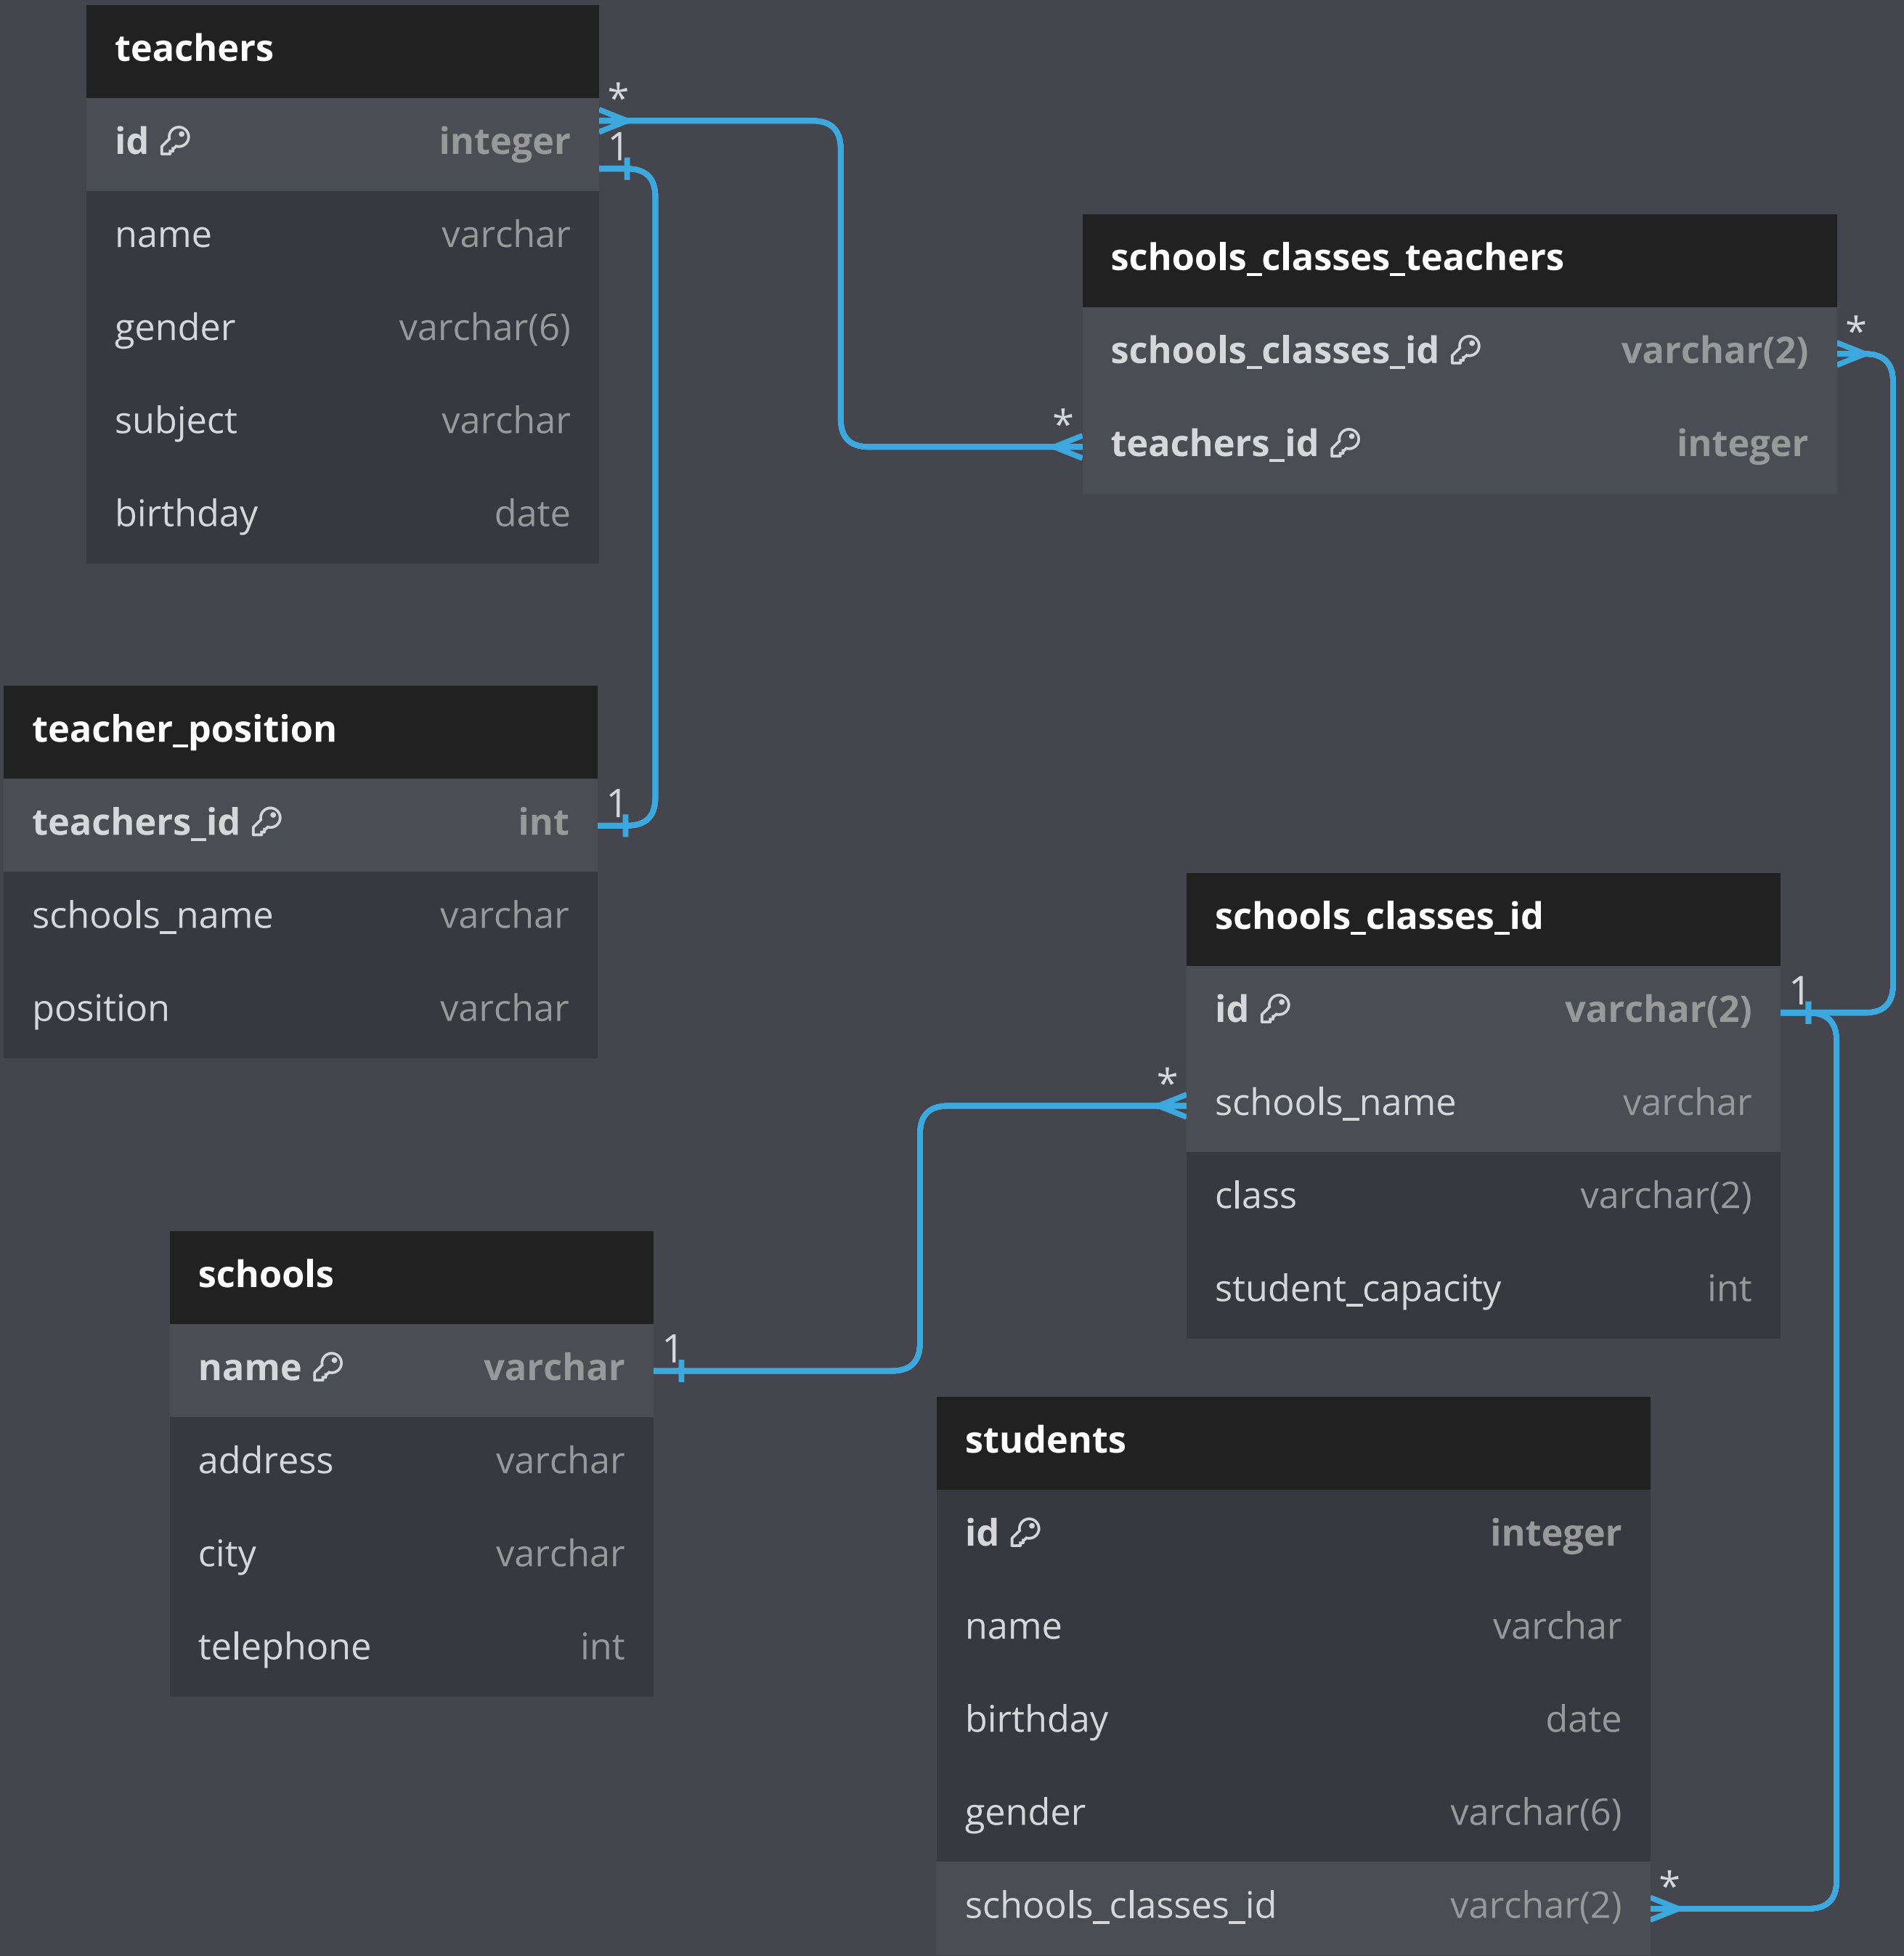 teachers
*
id integer
1
name varchar
gender varchar(6)
subject varchar
birthday date
schools_classes_teachers
*
schools_classes_id varchar(2)
*
teachers_id integer
teacher_position
1
teachers_id int
schools_name varchar
position varchar
schools_classes_id
1
id varchar(2)
*
schools_name varchar
class varchar(2)
student_capacity int
schools
1
name varchar
address varchar
city varchar
telephone int
students
id integer
name varchar
birthday date
gender varchar(6)
*
schools_classes_id varchar(2)